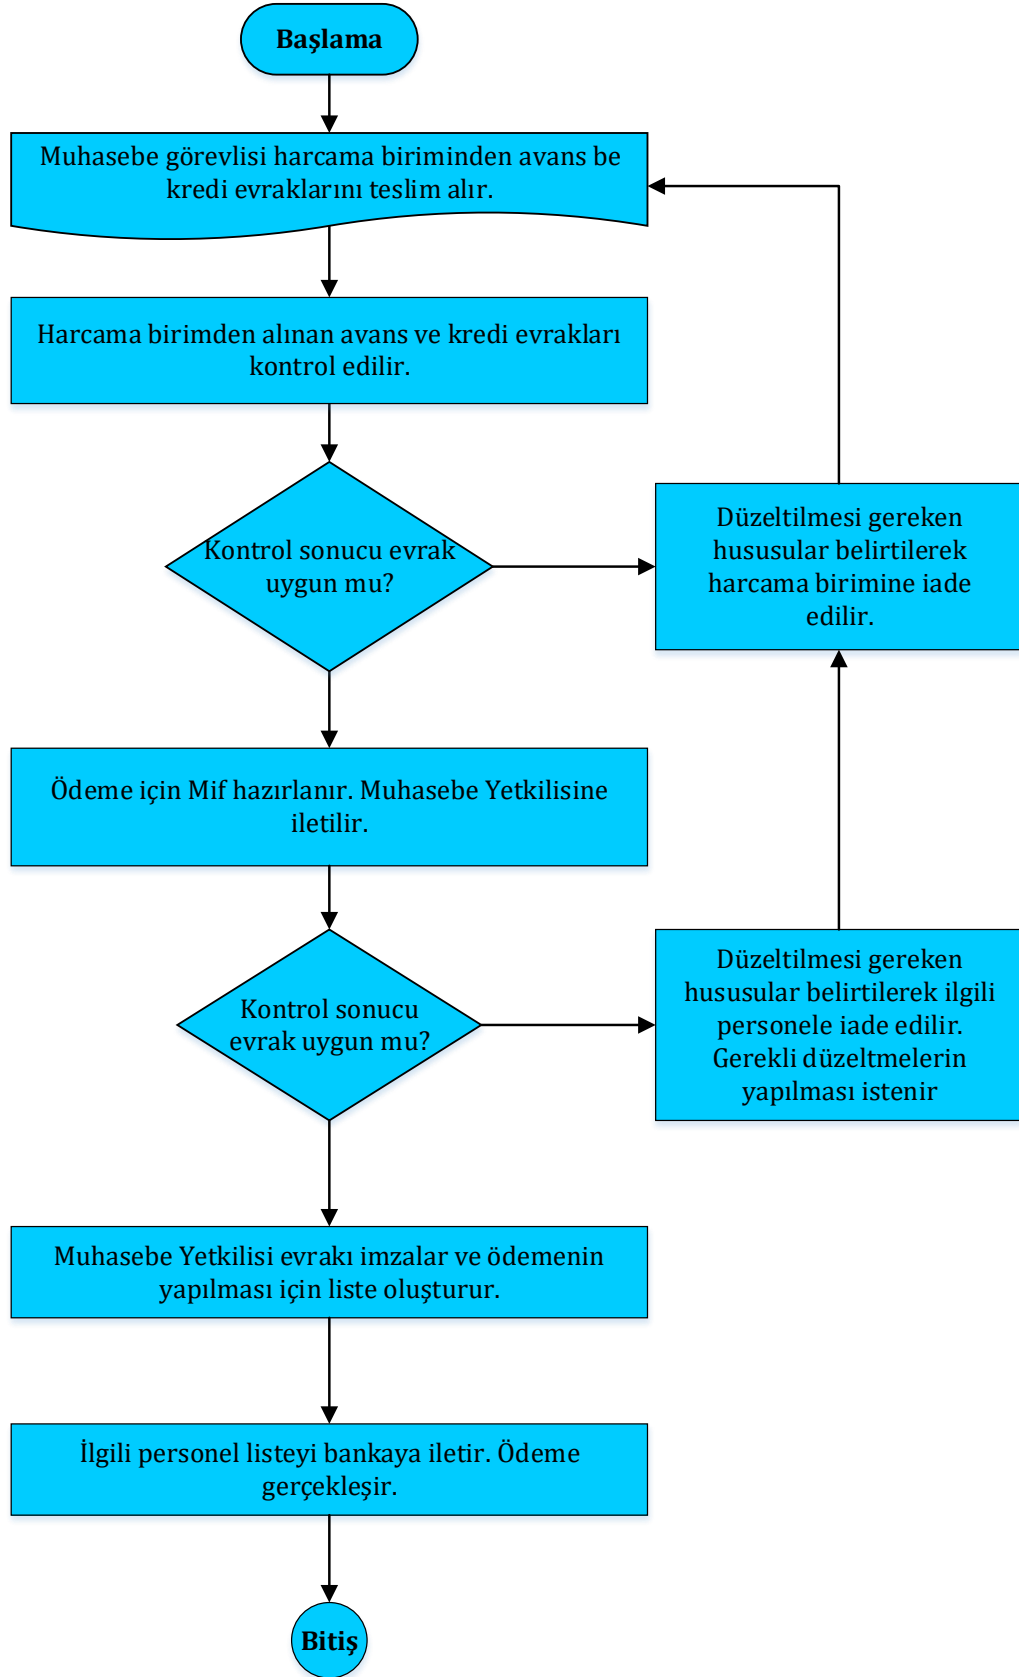 Başlama
Muhasebe görevlisi harcama biriminden avans be
kredi evraklarını teslim alır.
Harcama birimden alınan avans ve kredi evrakları
kontrol edilir.
Kontrol sonucu evrak
uygun mu?
Düzeltilmesi gereken
hususular belirtilerek
harcama birimine iade
edilir.
Ödeme için Mif hazırlanır. Muhasebe Yetkilisine
iletilir.
Kontrol sonucu
evrak uygun mu?
Düzeltilmesi gereken
hususular belirtilerek ilgili
personele iade edilir.
Gerekli düzeltmelerin
yapılması istenir
Muhasebe Yetkilisi evrakı imzalar ve ödemenin
yapılması için liste oluşturur.
İlgili personel listeyi bankaya iletir. Ödeme
gerçekleşir.
Bitiş